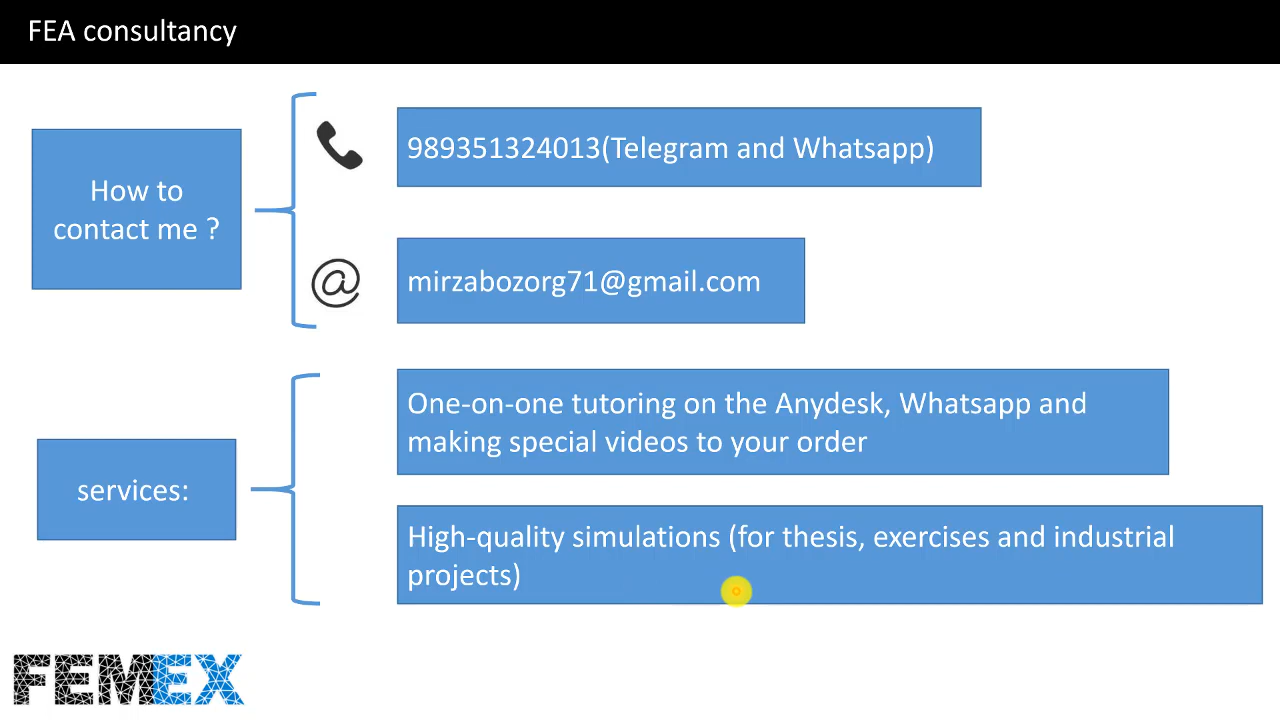 FEA consultancy
How to
contact me ?
989351324013(Telegram and Whatsapp)
@
mirzabozorg71@gmail.com
services:
One-on-one tutoring on the Anydesk, Whatsapp and
making special videos to your order
High-quality simulations (for thesis, exercises and industrial
projects)
FEMEX